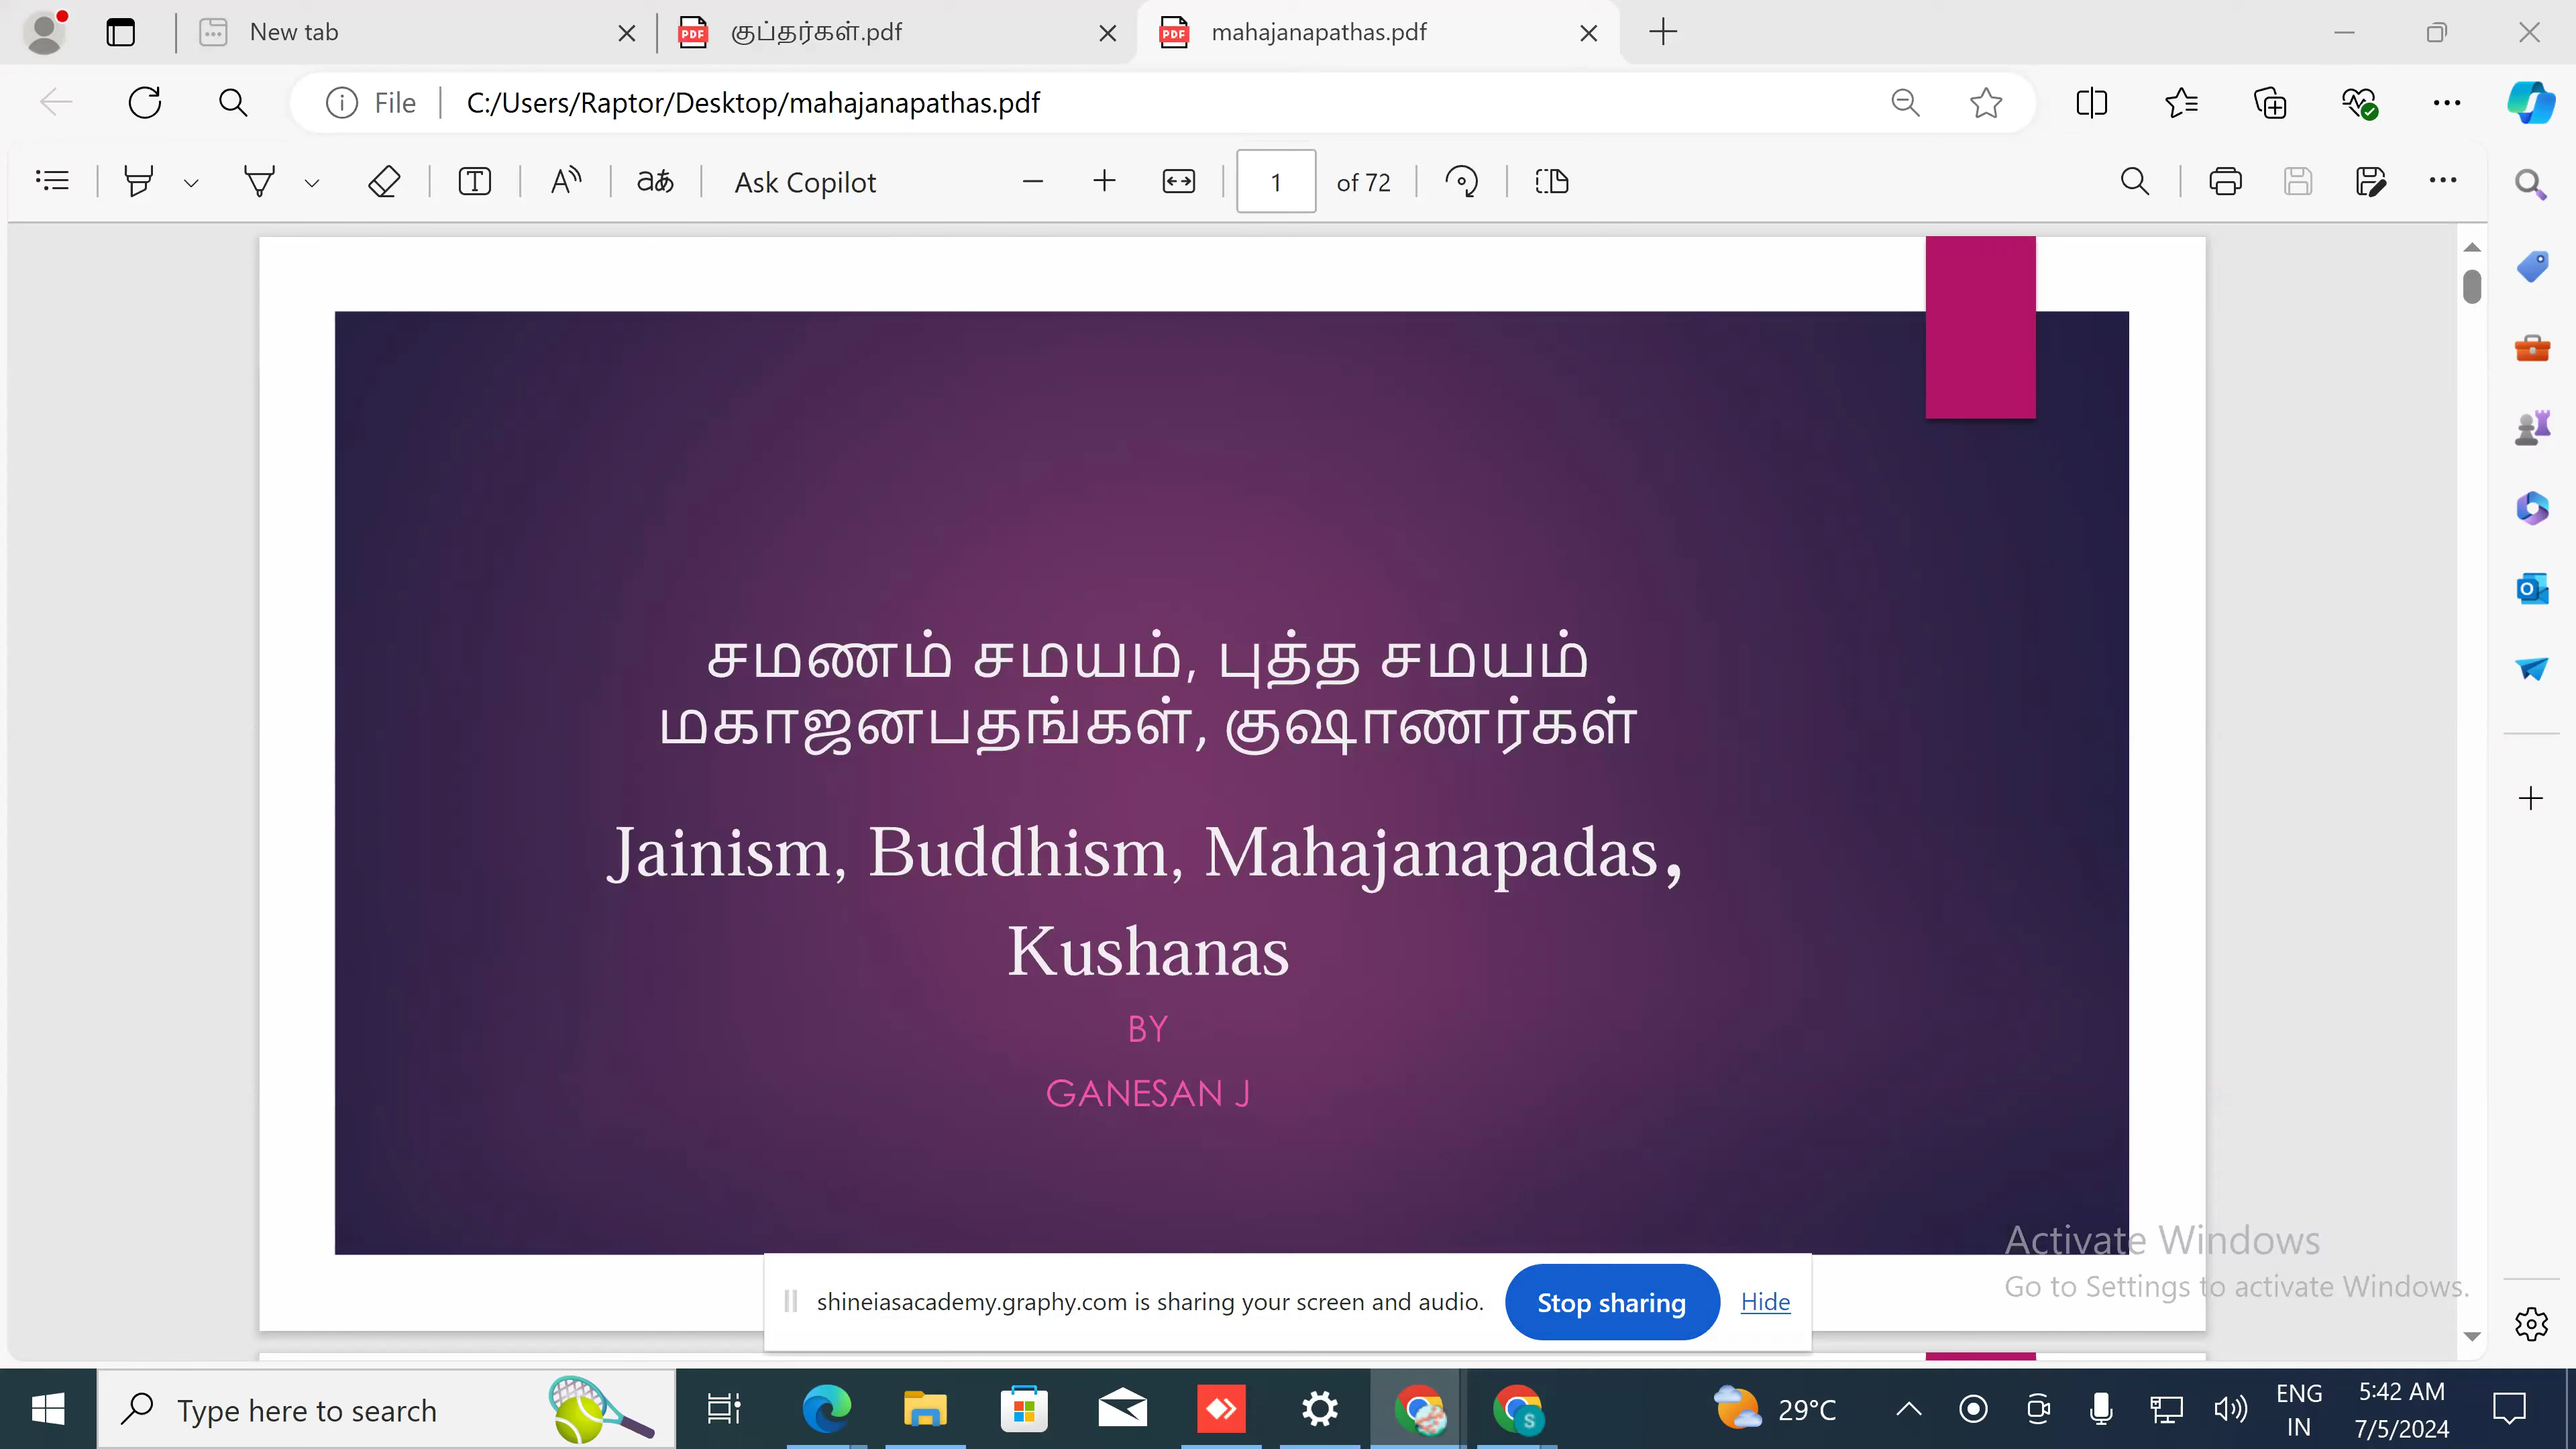 New tab
குப்தர்கள்.pdf
mahajanapathas.pdf
File
C:/Users/Raptor/Desktop/mahajanapathas.pdf
Ask Copilot
1 of 72
சமணம் சமயம், புத்த சமயம்
மகாஜனபதங்கள், குஷாணர்கள்
Jainism, Buddhism, Mahajanapadas,
Kushanas
BY
GANESAN J
Activate Windows
Go to Settings to activate Windows.
shineiasacademy.graphy.com is sharing your screen and audio.
Stop sharing
Hide
Type here to search
29°C
ENG
IN
5:42 AM
7/5/2024